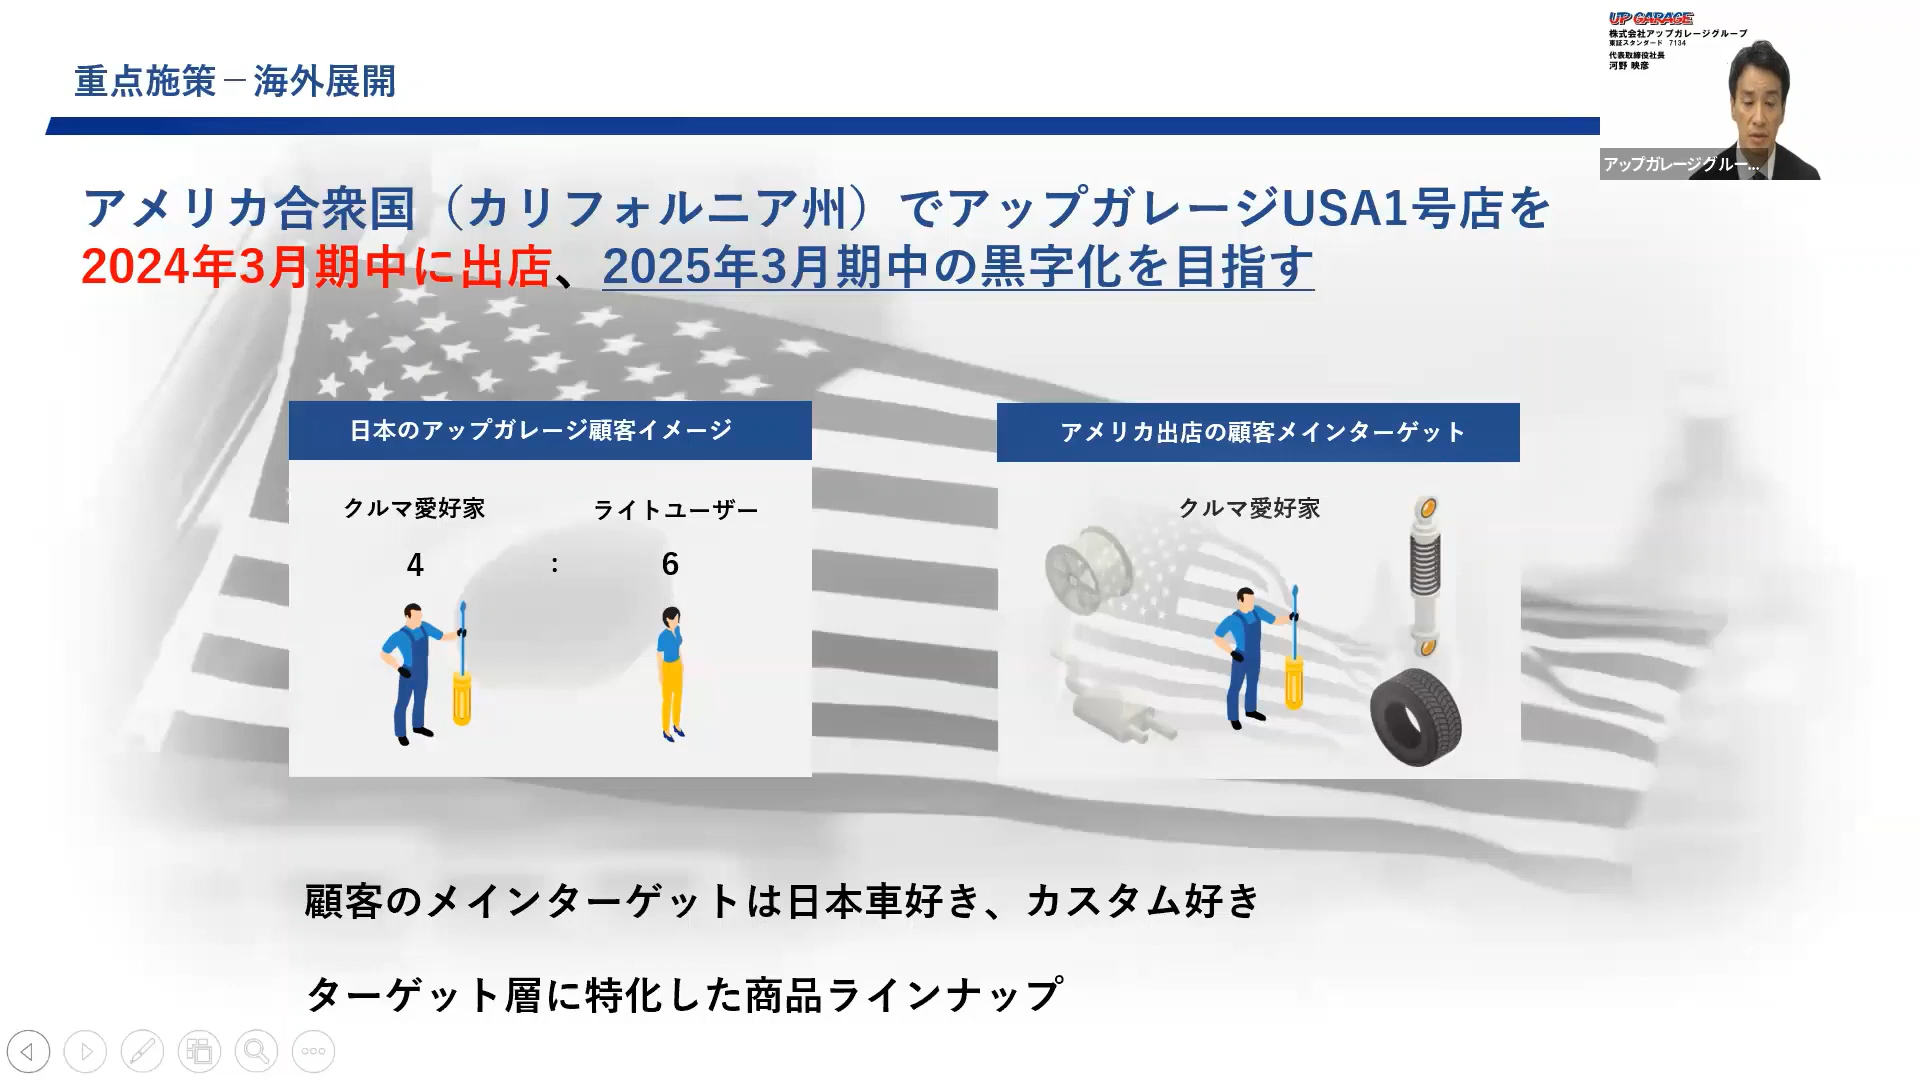 重点施策－海外展開
UP GARAGE
株式会社アップガレージグループ
東証スタンダード 7134
代表取締役社長
河野 映彦
アップガレージグルー...
アメリカ合衆国（カリフォルニア州）でアップガレージUSA1号店を
2024年3月期中に出店、2025年3月期中の黒字化を目指す
日本のアップガレージ顧客イメージ
クルマ愛好家 ライトユーザー
4 : 6
アメリカ出店の顧客メインターゲット
クルマ愛好家
顧客のメインターゲットは日本車好き、カスタム好き
ターゲット層に特化した商品ラインナップ